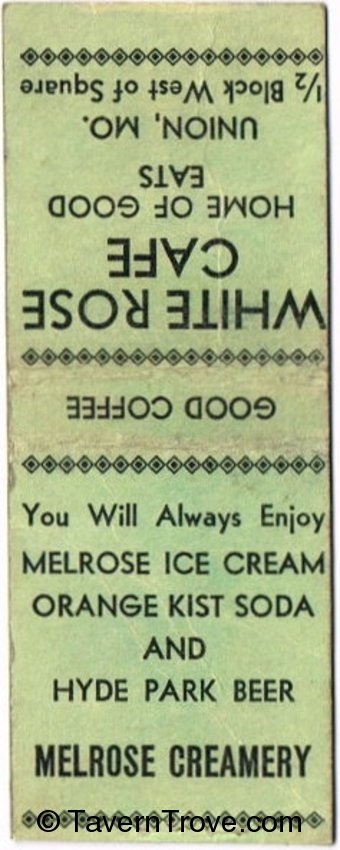 WHITE ROSE
CAFE
HOME OF GOOD
EATS
UNION, MO.
1/2 Block West of Square
GOOD COFFEE
You Will Always Enjoy
MELROSE ICE CREAM
ORANGE KIST SODA
AND
HYDE PARK BEER
MELROSE CREAMERY
© TavernTrove.com